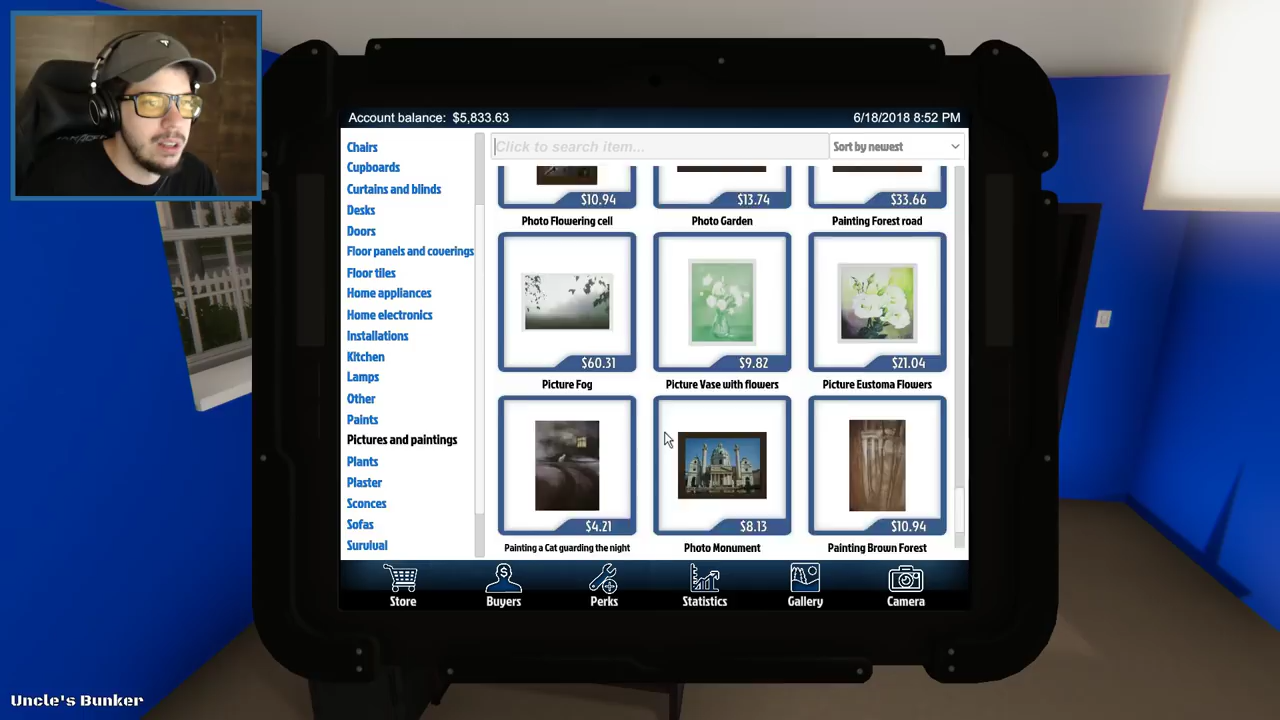 Account balance: $5,833.63
6/18/2018 8:52 PM
Chairs
Cupboards
Curtains and blinds
Desks
Doors
Floor panels and coverings
Floor tiles
Home appliances
Home electronics
Installations
Kitchen
Lamps
Other
Paints
Pictures and paintings
Plants
Plaster
Sconces
Sofas
Survival
Click to search item...
Sort by newest
$10.94
$13.74
$33.66
Photo Flowering cell
Photo Garden
Painting Forest road
$60.31
$9.82
$21.04
Picture Fog
Picture Vase with flowers
Picture Eustoma Flowers
$4.21
$8.13
$10.94
Painting a Cat guarding the night
Photo Monument
Painting Brown Forest
Store
Buyers
Perks
Statistics
Gallery
Camera
Uncle's Bunker